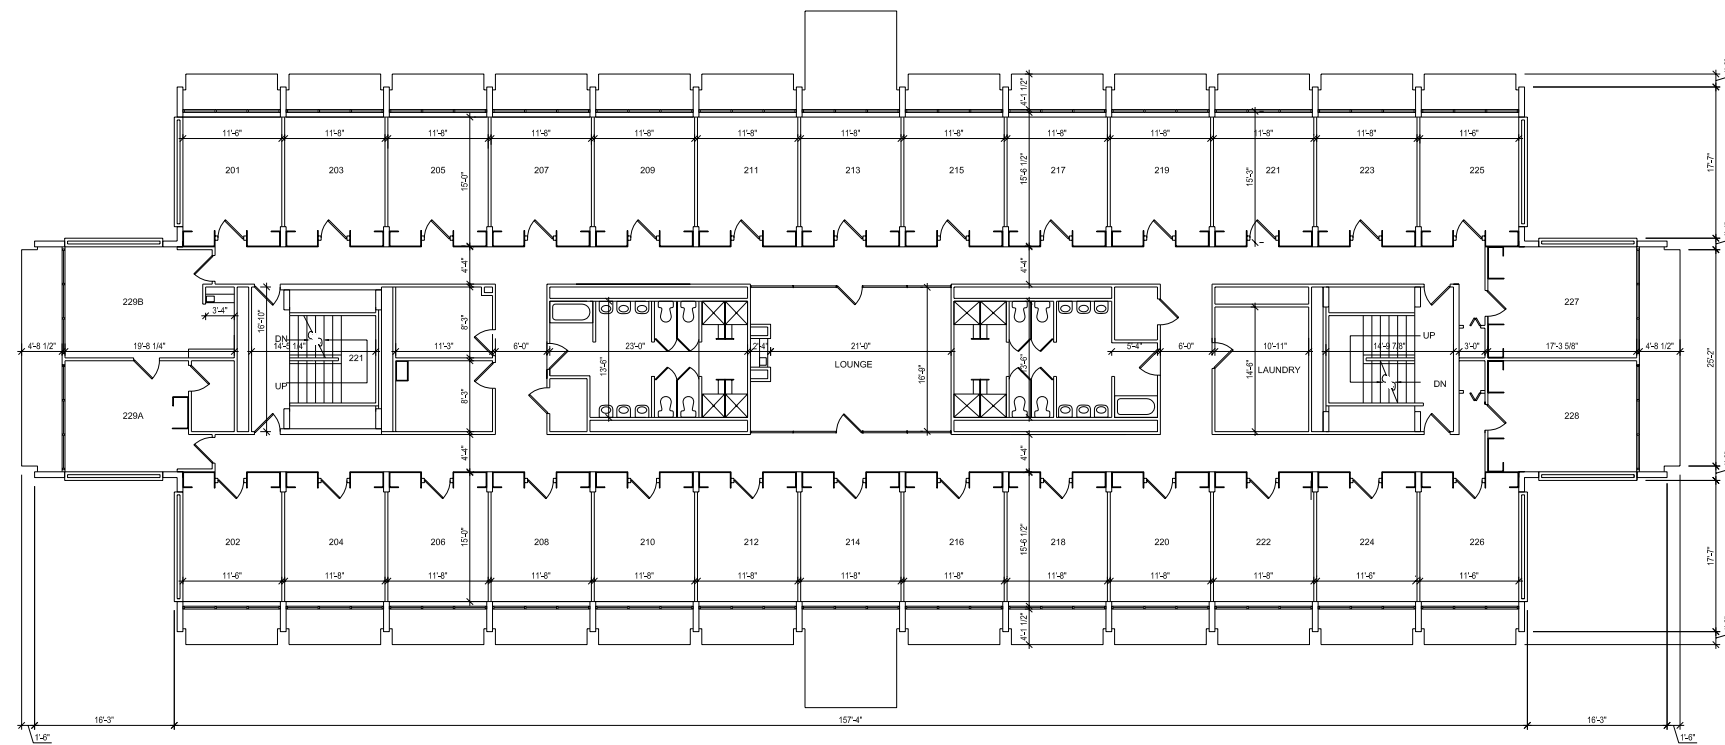 4'-1 1/2"
11'-6" 11'-8" 11'-8" 11'-8" 11'-8" 11'-8" 11'-8" 11'-8" 11'-8" 11'-8" 11'-8" 11'-8" 11'-6"
201 203 205 207 209 211 213 215 217 219 221 223 225
15'-0" 15'-6 1/2" 15'-3" 17'-7"
4'-4" 4'-4"
229B 227
3'-4" 16'-10" 8'-3"
DN UP
4'-8 1/2" 19'-8 1/4" 221 11'-3" 6'-0" 23'-0" 2'-4" 21'-0" 5'-4" 6'-0" 10'-11" 14'-9 7/8" 3'-0" 17'-3 5/8" 4'-8 1/2"
13'-6" LOUNGE 16'-9" 14'-8" LAUNDRY 25'-2"
UP DN
229A 8'-3" 228
4'-4" 4'-4"
15'-0" 15'-6 1/2" 17'-7"
202 204 206 208 210 212 214 216 218 220 222 224 226
11'-6" 11'-8" 11'-8" 11'-8" 11'-8" 11'-8" 11'-8" 11'-8" 11'-8" 11'-8" 11'-8" 11'-6" 11'-6"
4'-1 1/2"
16'-3" 157'-4" 16'-3"
1'-6" 1'-6"